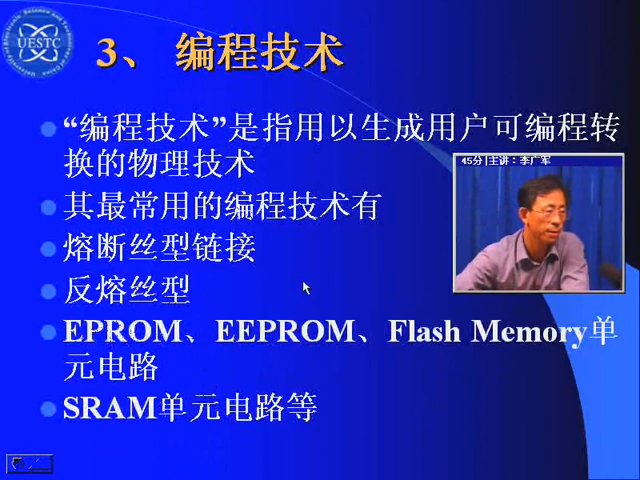 UESTC
3、 编程技术
“编程技术”是指用以生成用户可编程转
换的物理技术
45分|主讲：李广军
其最常用的编程技术有
熔断丝型链接
反熔丝型
EPROM、EEPROM、Flash Memory单
元电路
SRAM单元电路等